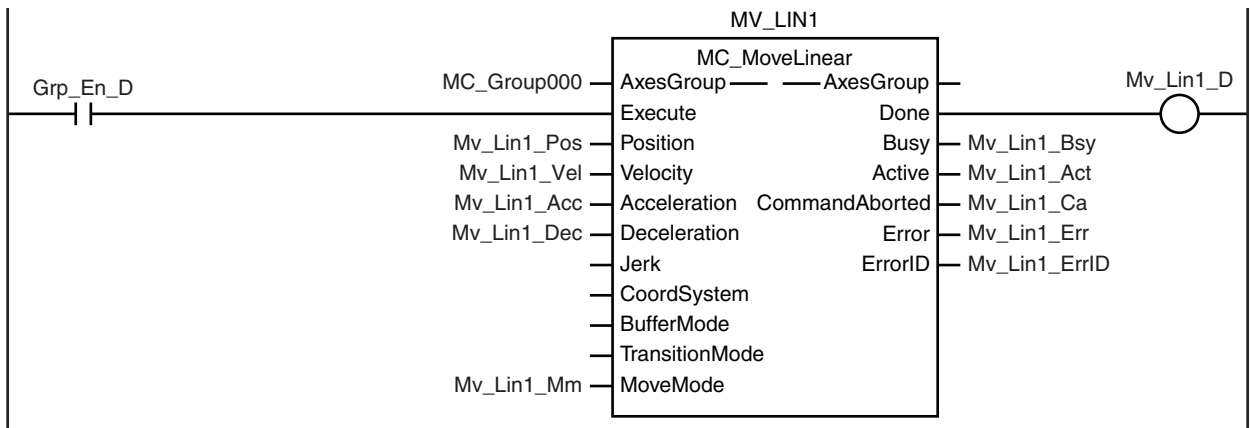 MV_LIN1
MC_MoveLinear
Grp_En_D
MC_Group000 AxesGroup AxesGroup Mv_Lin1_D
Execute Done
Mv_Lin1_Pos Position Busy Mv_Lin1_Bsy
Mv_Lin1_Vel Velocity Active Mv_Lin1_Act
Mv_Lin1_Acc Acceleration CommandAborted Mv_Lin1_Ca
Mv_Lin1_Dec Deceleration Error Mv_Lin1_Err
Jerk ErrorID Mv_Lin1_ErrID
CoordSystem
BufferMode
TransitionMode
Mv_Lin1_Mm MoveMode